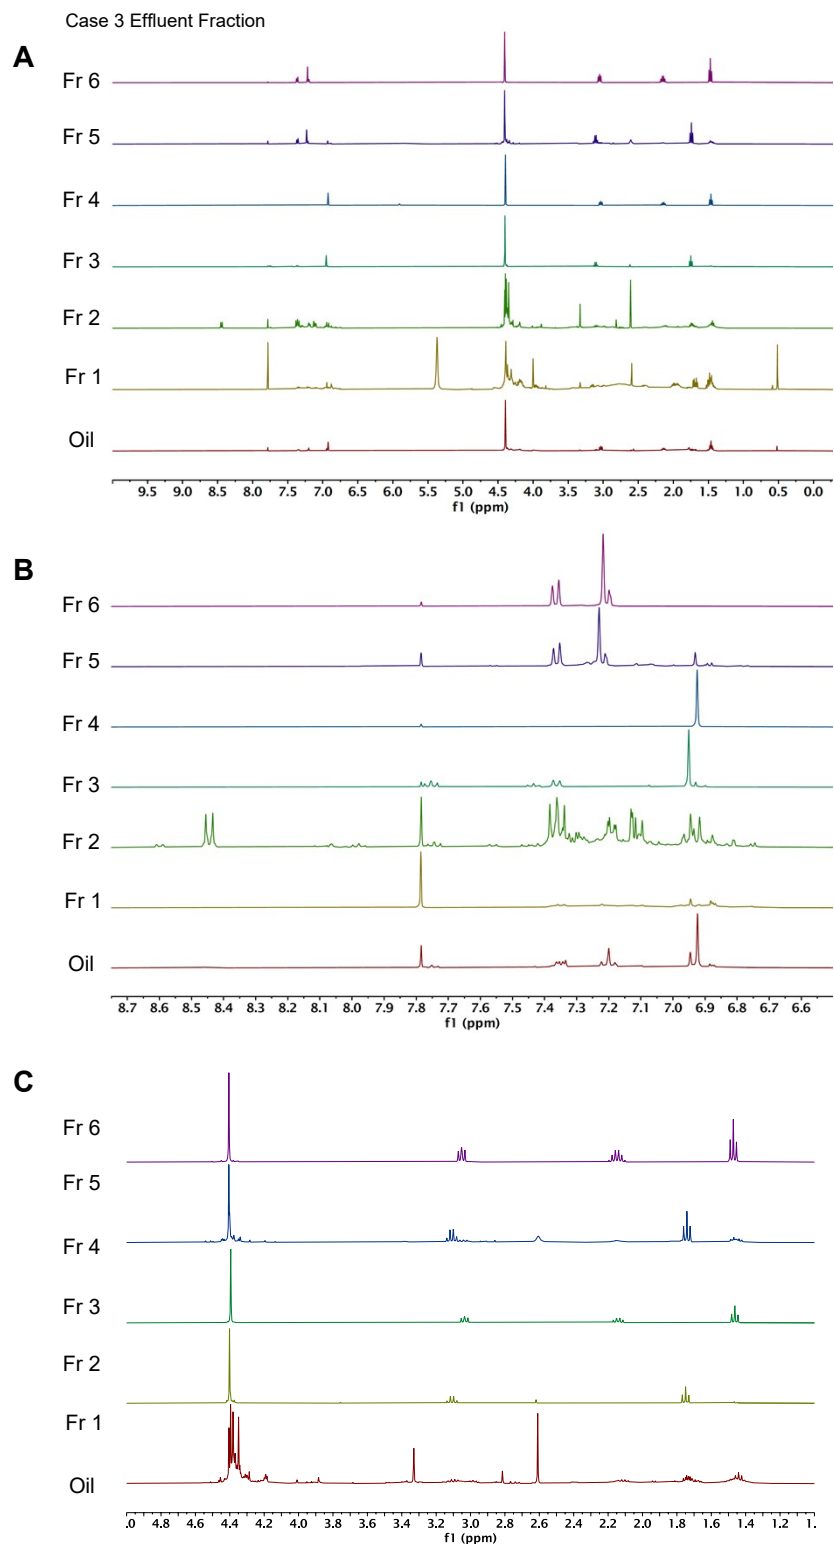 Case 3 Effluent Fraction
A
Fr 6
Fr 5
Fr 4
Fr 3
Fr 2
Fr 1
Oil
9.5 9.0 8.5 8.0 7.5 7.0 6.5 6.0 5.5 5.0 4.5 4.0 3.5 3.0 2.5 2.0 1.5 1.0 0.5 0.0
f1 (ppm)
B
Fr 6
Fr 5
Fr 4
Fr 3
Fr 2
Fr 1
Oil
8.7 8.6 8.5 8.4 8.3 8.2 8.1 8.0 7.9 7.8 7.7 7.6 7.5 7.4 7.3 7.2 7.1 7.0 6.9 6.8 6.7 6.6
f1 (ppm)
C
Fr 6
Fr 5
Fr 4
Fr 3
Fr 2
Fr 1
Oil
.0 4.8 4.6 4.4 4.2 4.0 3.8 3.6 3.4 3.2 3.0 2.8 2.6 2.4 2.2 2.0 1.8 1.6 1.4 1.2 1.
f1 (ppm)